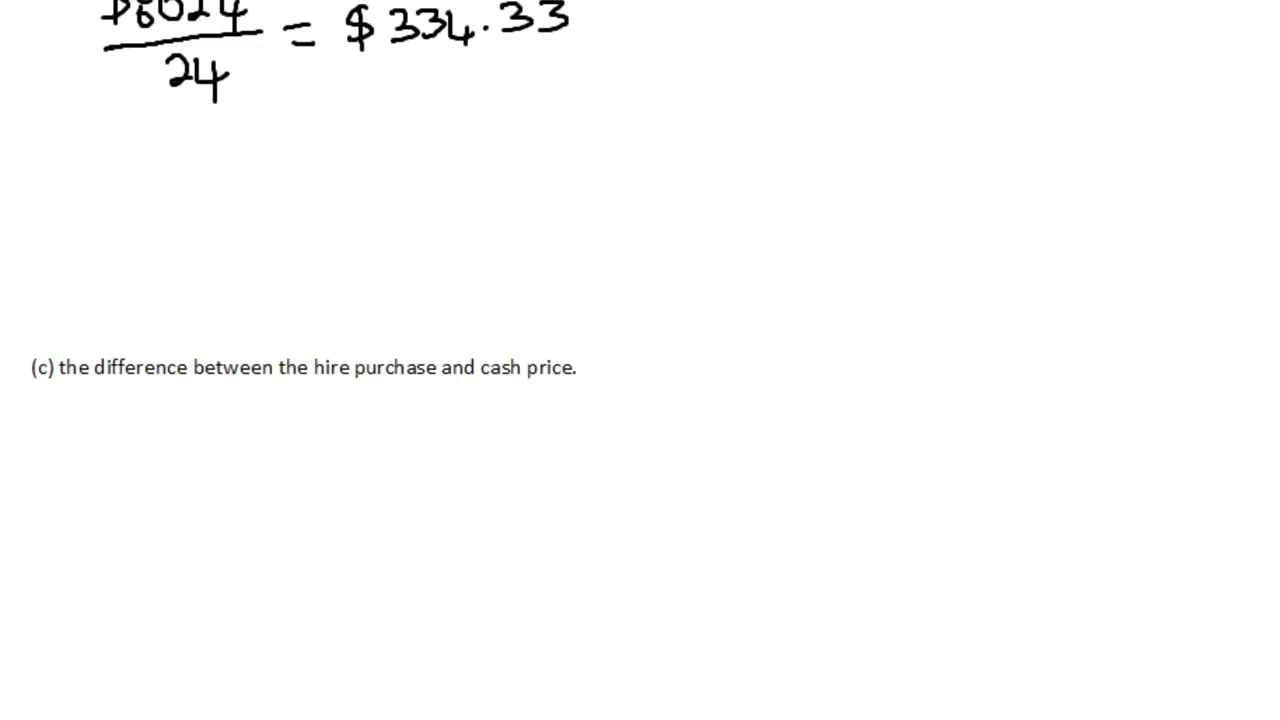 $8024
24 = $334.33
(c) the difference between the hire purchase and cash price.